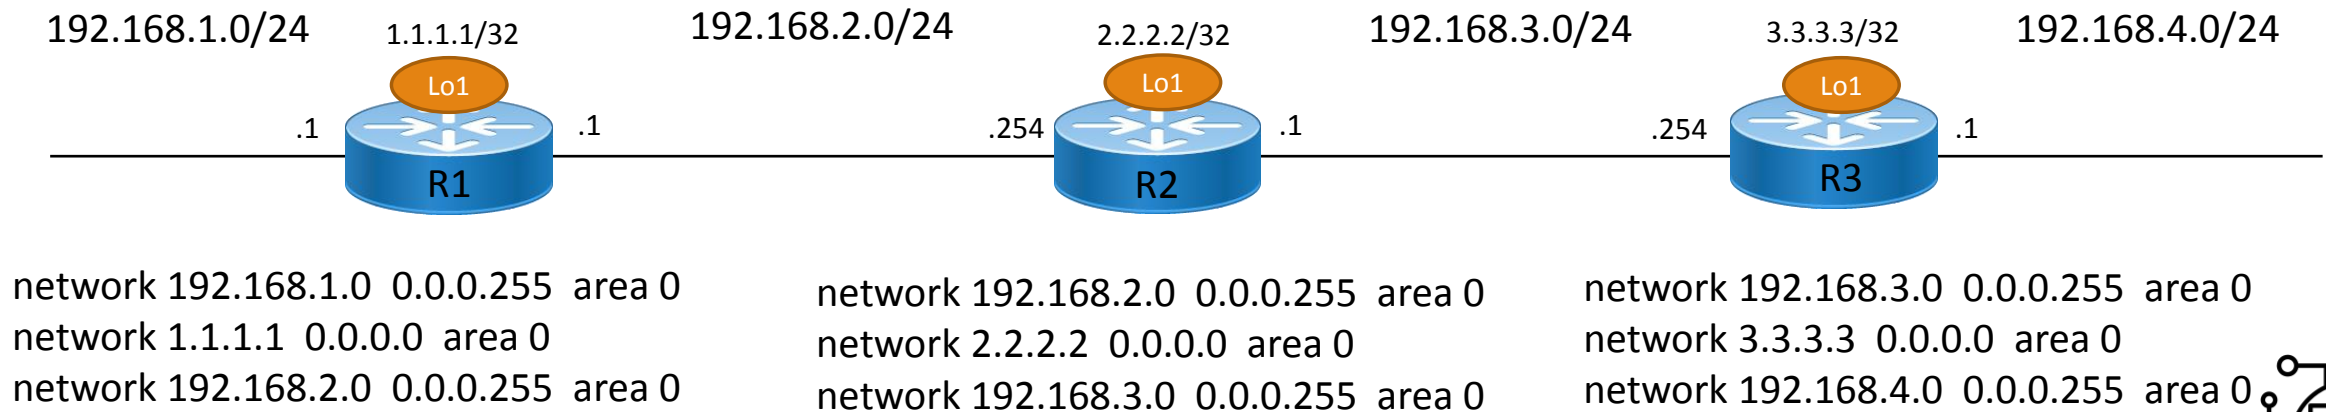 192.168.1.0/24
1.1.1.1/32
192.168.2.0/24
2.2.2.2/32
192.168.3.0/24
3.3.3.3/32
192.168.4.0/24
Lo1
Lo1
Lo1
.1
.1
.254
.1
.254
.1
R1
R2
R3
network 192.168.1.0 0.0.0.255 area 0
network 1.1.1.1 0.0.0.0 area 0
network 192.168.2.0 0.0.0.255 area 0
network 192.168.2.0 0.0.0.255 area 0
network 2.2.2.2 0.0.0.0 area 0
network 192.168.3.0 0.0.0.255 area 0
network 192.168.3.0 0.0.0.255 area 0
network 3.3.3.3 0.0.0.0 area 0
network 192.168.4.0 0.0.0.255 area 0